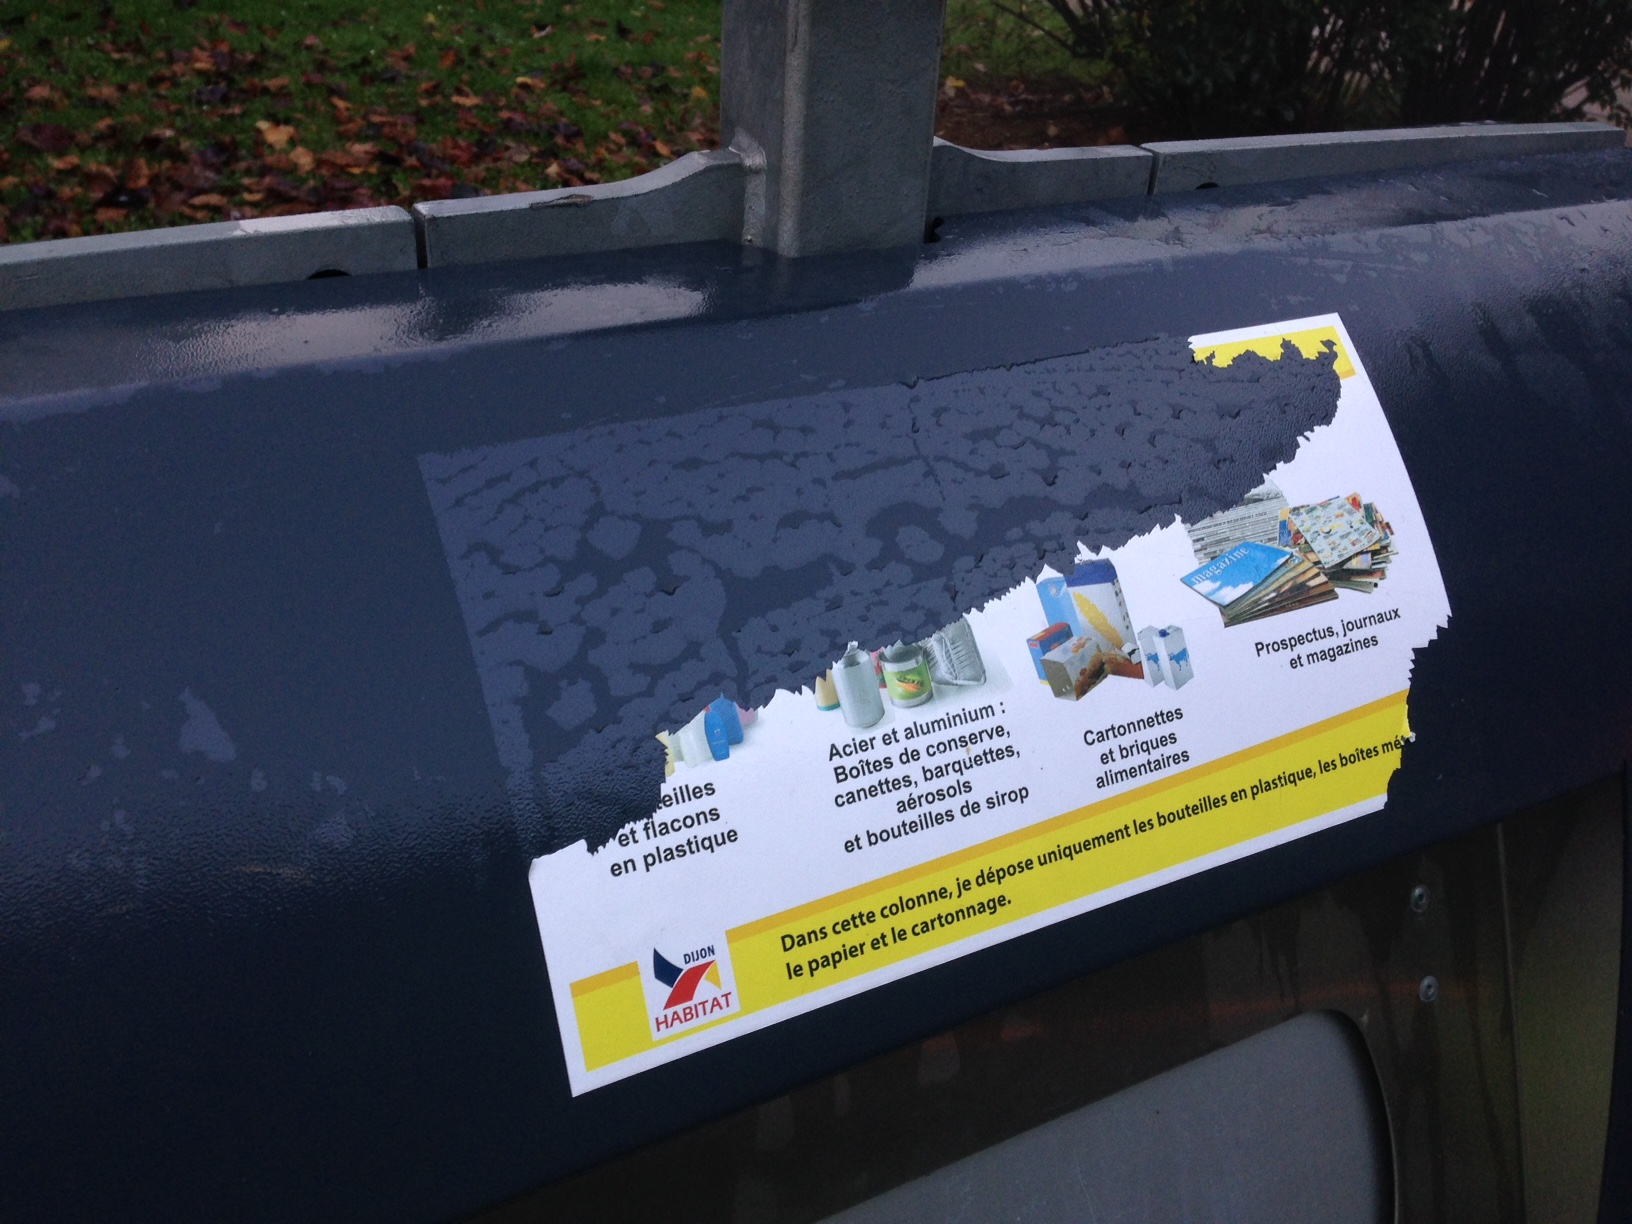 magazine
Prospectus, journaux
et magazines
Cartonnettes
et briques
alimentaires
Acier et aluminium :
Boîtes de conserve,
canettes, barquettes,
aérosols
et bouteilles de sirop
teilles
et flacons
en plastique
Dans cette colonne, je dépose uniquement les bouteilles en plastique, les boîtes mé
le papier et le cartonnage.
DIJON
HABITAT